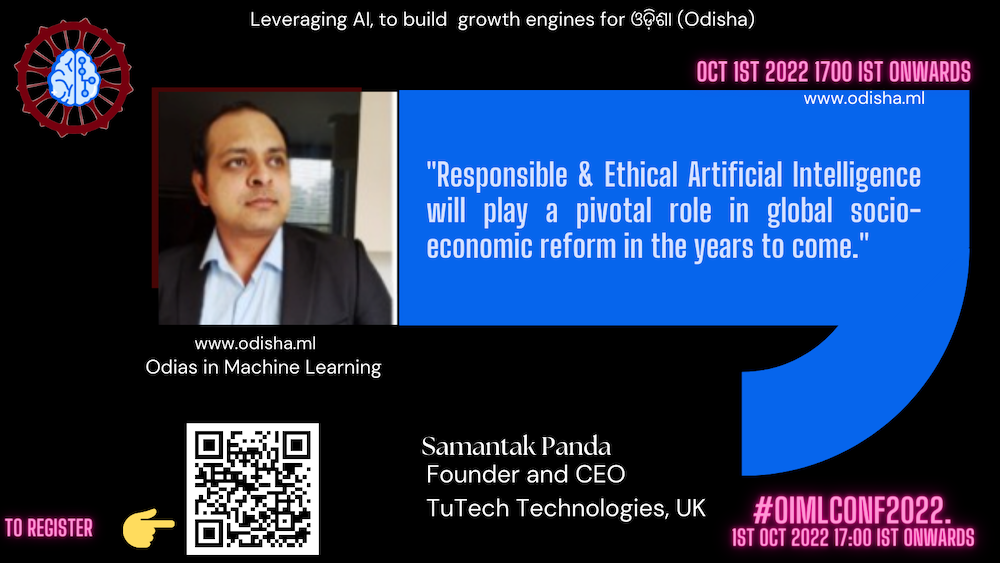 Leveraging AI, to build growth engines for ଓଡ଼ିଶା (Odisha)
OCT 1ST 2022 1700 IST ONWARDS
www.odisha.ml
"Responsible & Ethical Artificial Intelligence
will play a pivotal role in global socio-
economic reform in the years to come."
www.odisha.ml
Odias in Machine Learning
Samantak Panda
Founder and CEO
TuTech Technologies, UK
TO REGISTER
#OIMLCONF2022.
1ST OCT 2022 17:00 IST ONWARDS